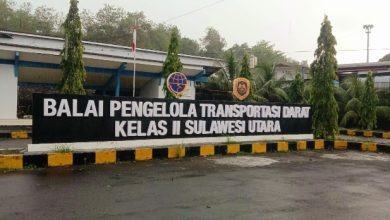 BALAI PENGELOLA TRANSPORTASI DARAT
KELAS II SULAWESI UTARA